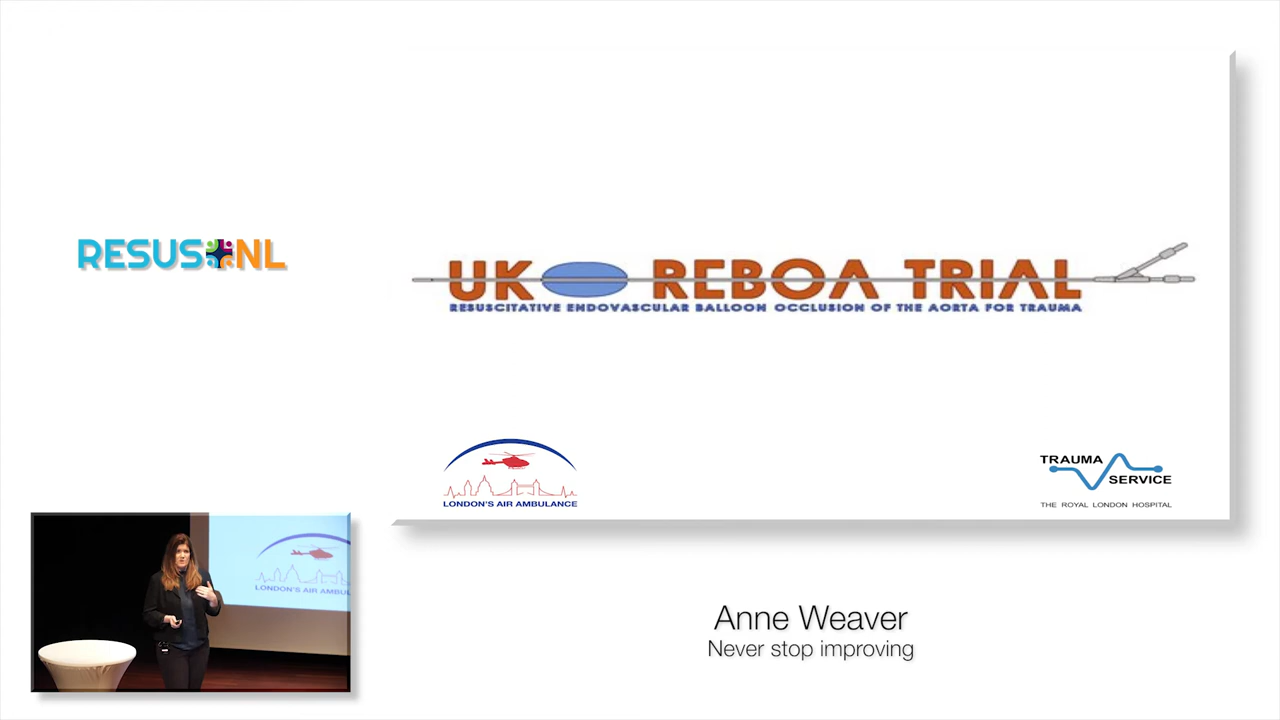 RESUS NL
UK REBOA TRIAL
RESUSCITATIVE ENDOVASCULAR BALLOON OCCLUSION OF THE AORTA FOR TRAUMA
LONDON'S AIR AMBULANCE
TRAUMA
SERVICE
THE ROYAL LONDON HOSPITAL
LONDON'S AIR AMBUL
Anne Weaver
Never stop improving